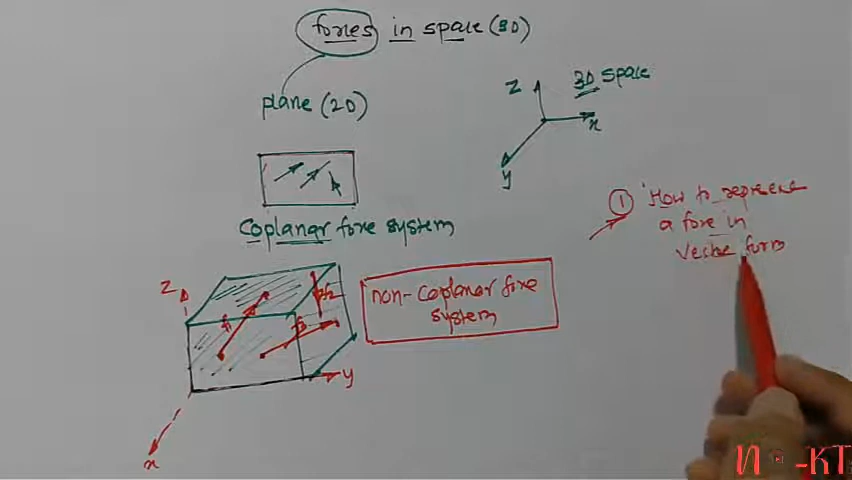 forces in space (3D)
plane (2D)
3D space
Z
x
y
Coplanar force system
① How to represent
a force in
Vector form
Z
f1
f2
f3
y
x
non-coplanar force
system
N -KT